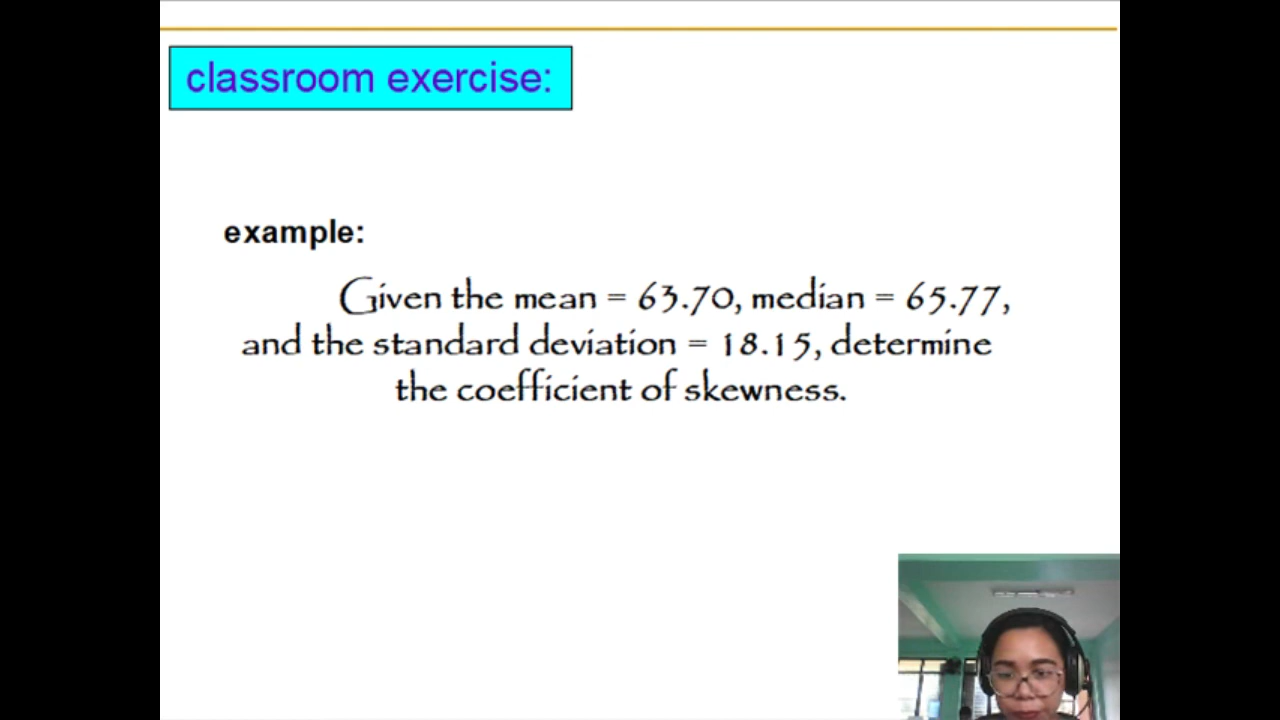 classroom exercise:
example:
Given the mean = 63.70, median = 65.77,
and the standard deviation = 18.15, determine
the coefficient of skewness.